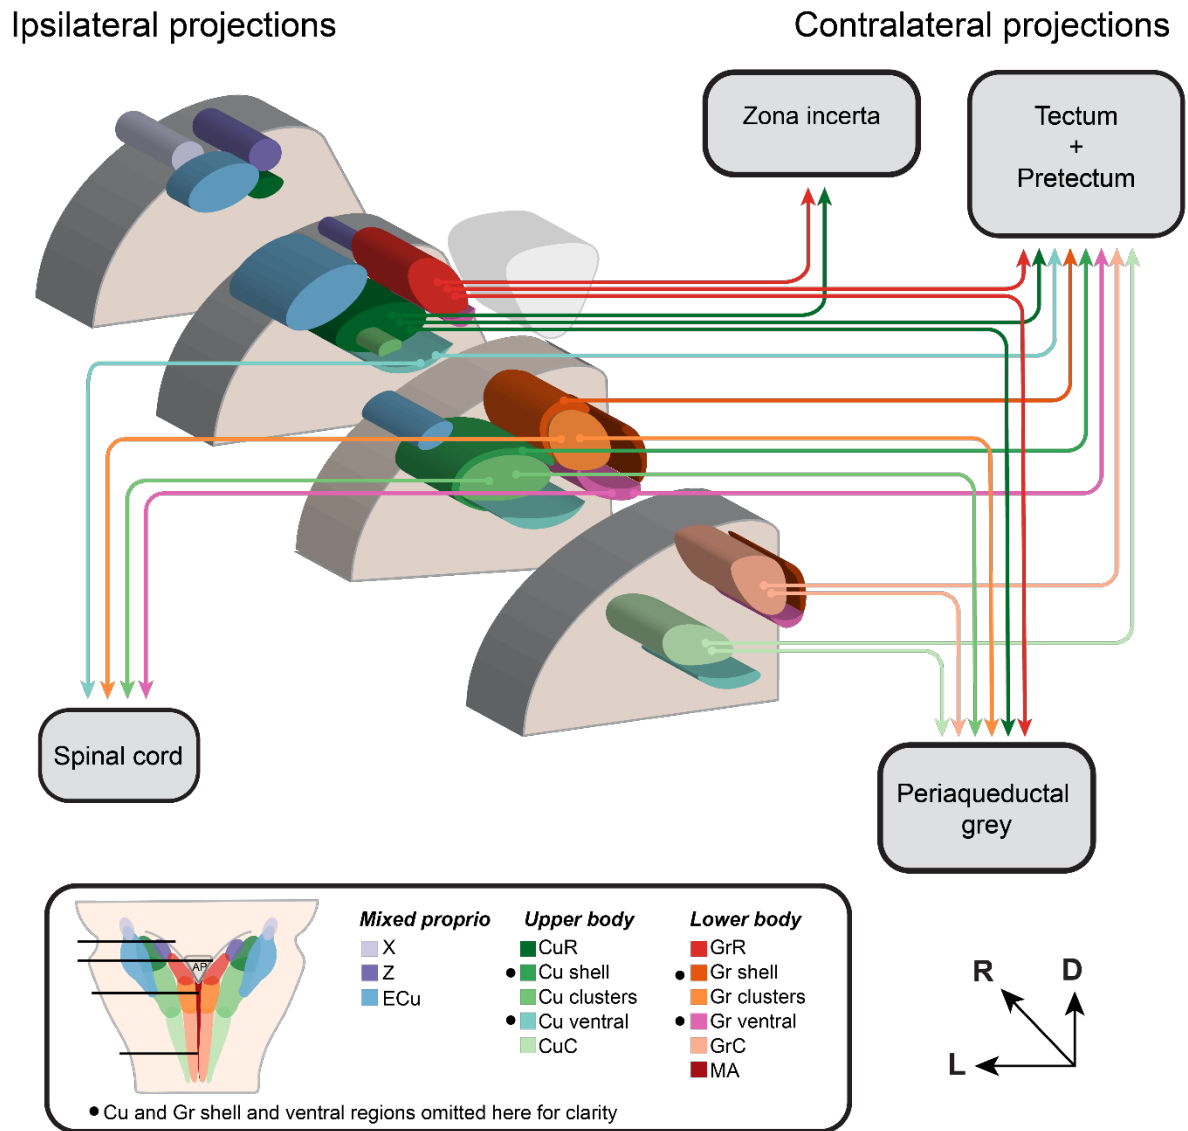 Ipsilateral projections
Contralateral projections
Zona incerta
Tectum
+
Pretectum
Spinal cord
Periaqueductal
grey
AP
Mixed proprio
X
Z
ECu
Upper body
CuR
Cu shell
Cu clusters
Cu ventral
CuC
Lower body
GrR
Gr shell
Gr clusters
Gr ventral
GrC
MA
● Cu and Gr shell and ventral regions omitted here for clarity
R
D
L